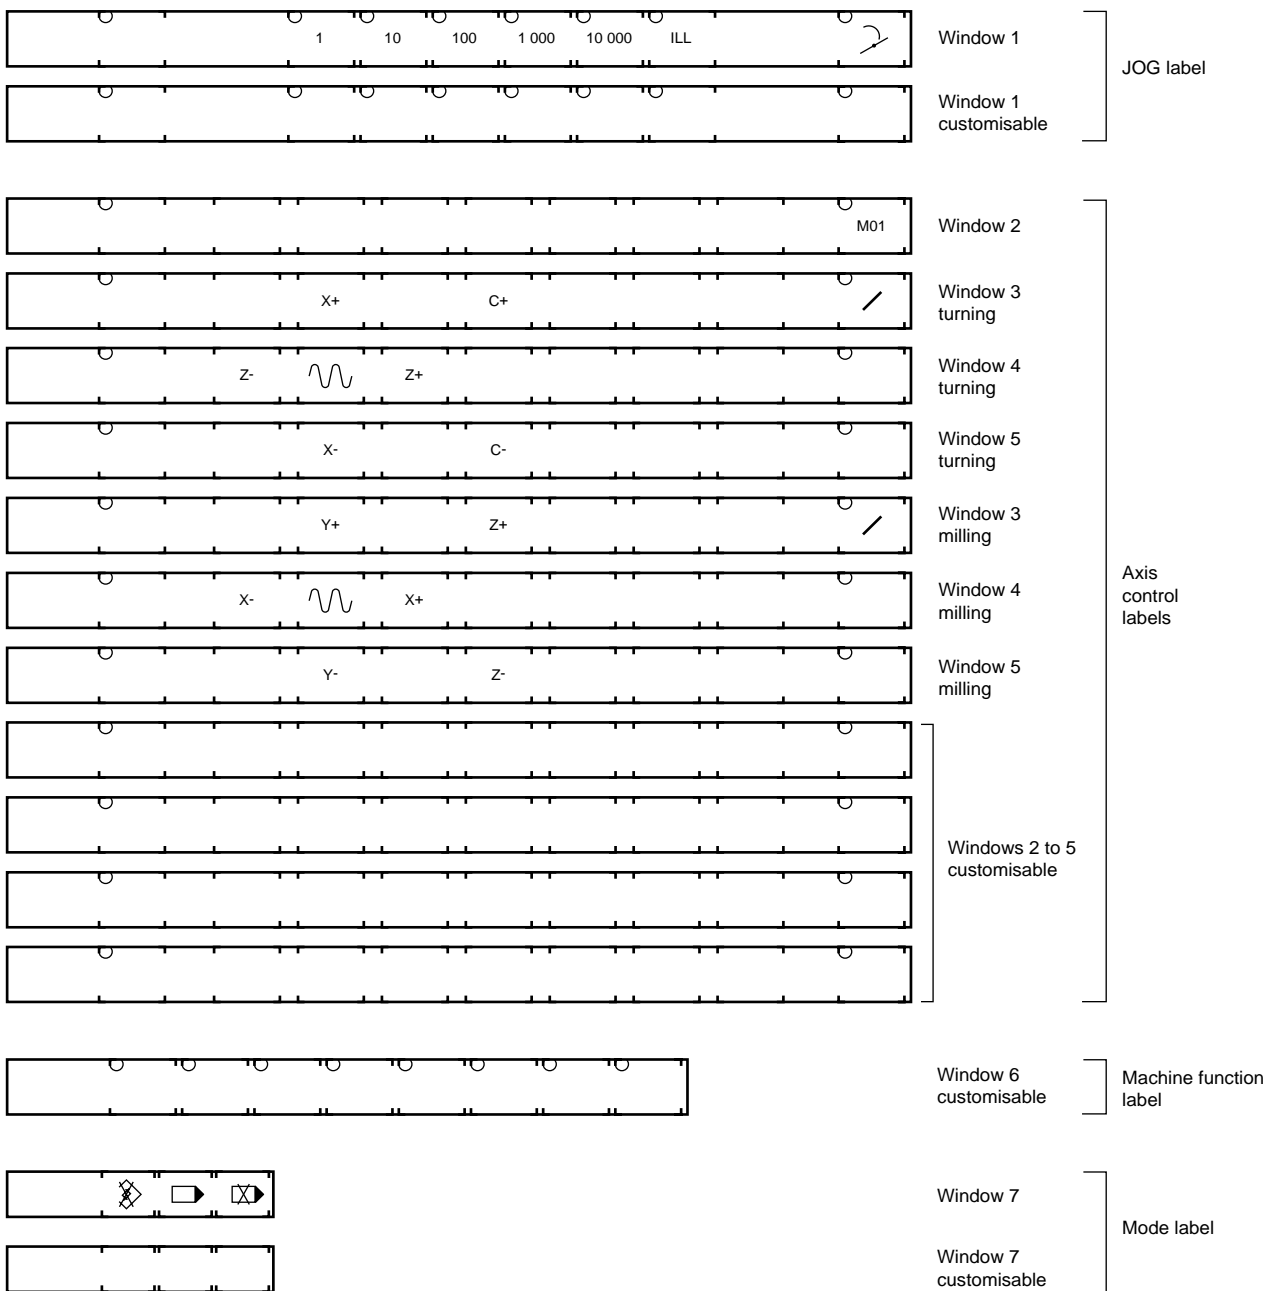 1 10 100 1 000 10 000 ILL
Window 1
JOG label
Window 1
customisable
M01
Window 2
X+ C+
Window 3
turning
Z- Z+
Window 4
turning
X- C-
Window 5
turning
Y+ Z+
Window 3
milling
X- X+
Window 4
milling
Axis
control
labels
Y- Z-
Window 5
milling
Windows 2 to 5
customisable
Window 6
customisable
Machine function
label
Window 7
Mode label
Window 7
customisable